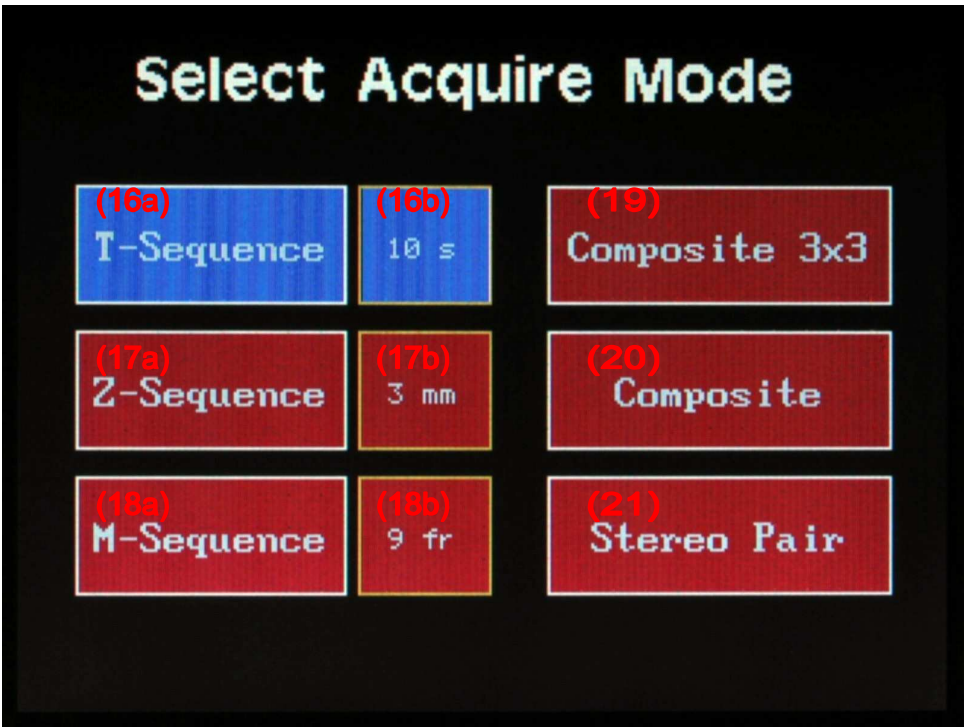 Select Acquire Mode
(16a) (16b) (19)
T-Sequence 10 s Composite 3x3
(17a) (17b) (20)
Z-Sequence 3 mm Composite
(18a) (18b) (21)
M-Sequence 9 fr Stereo Pair